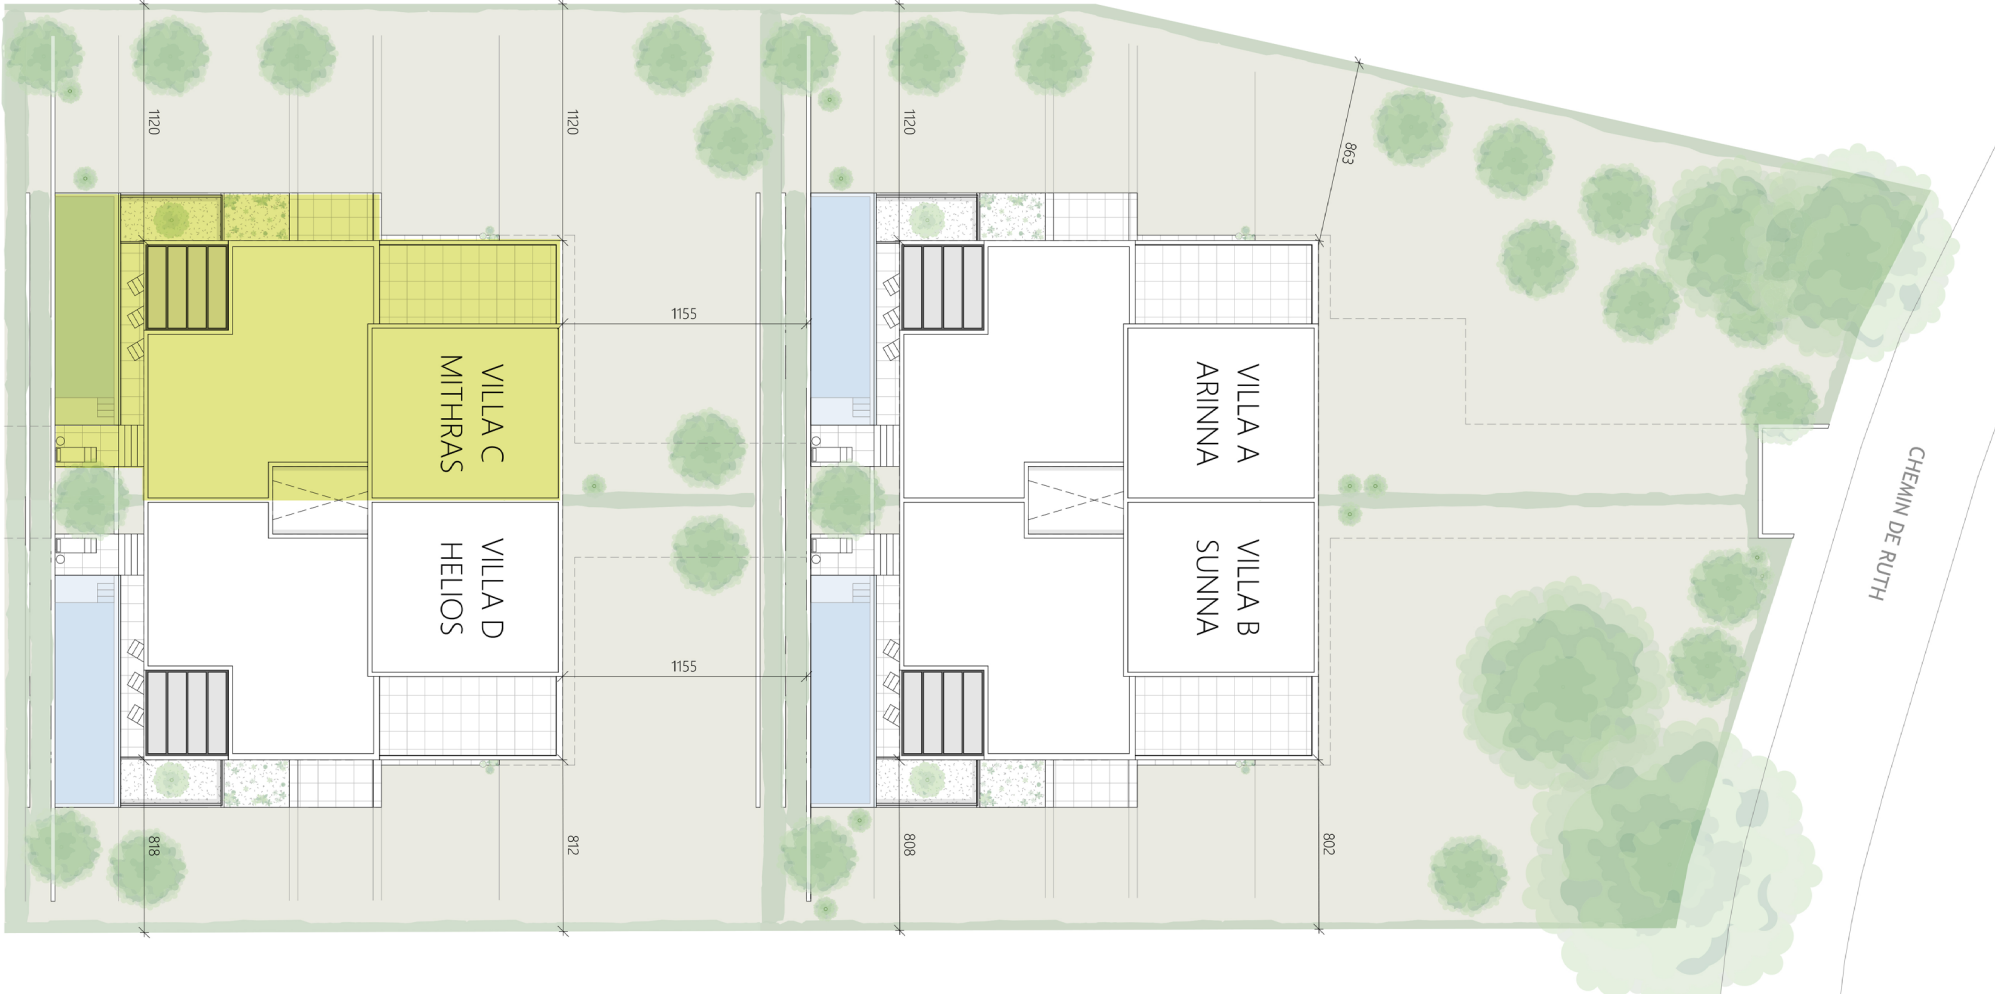 1120
1120
1120
863
1155
VILLA C
MITHRAS
VILLA A
ARINNA
CHEMIN DE RUTH
VILLA D
HELIOS
VILLA B
SUNNA
1155
818
812
808
802